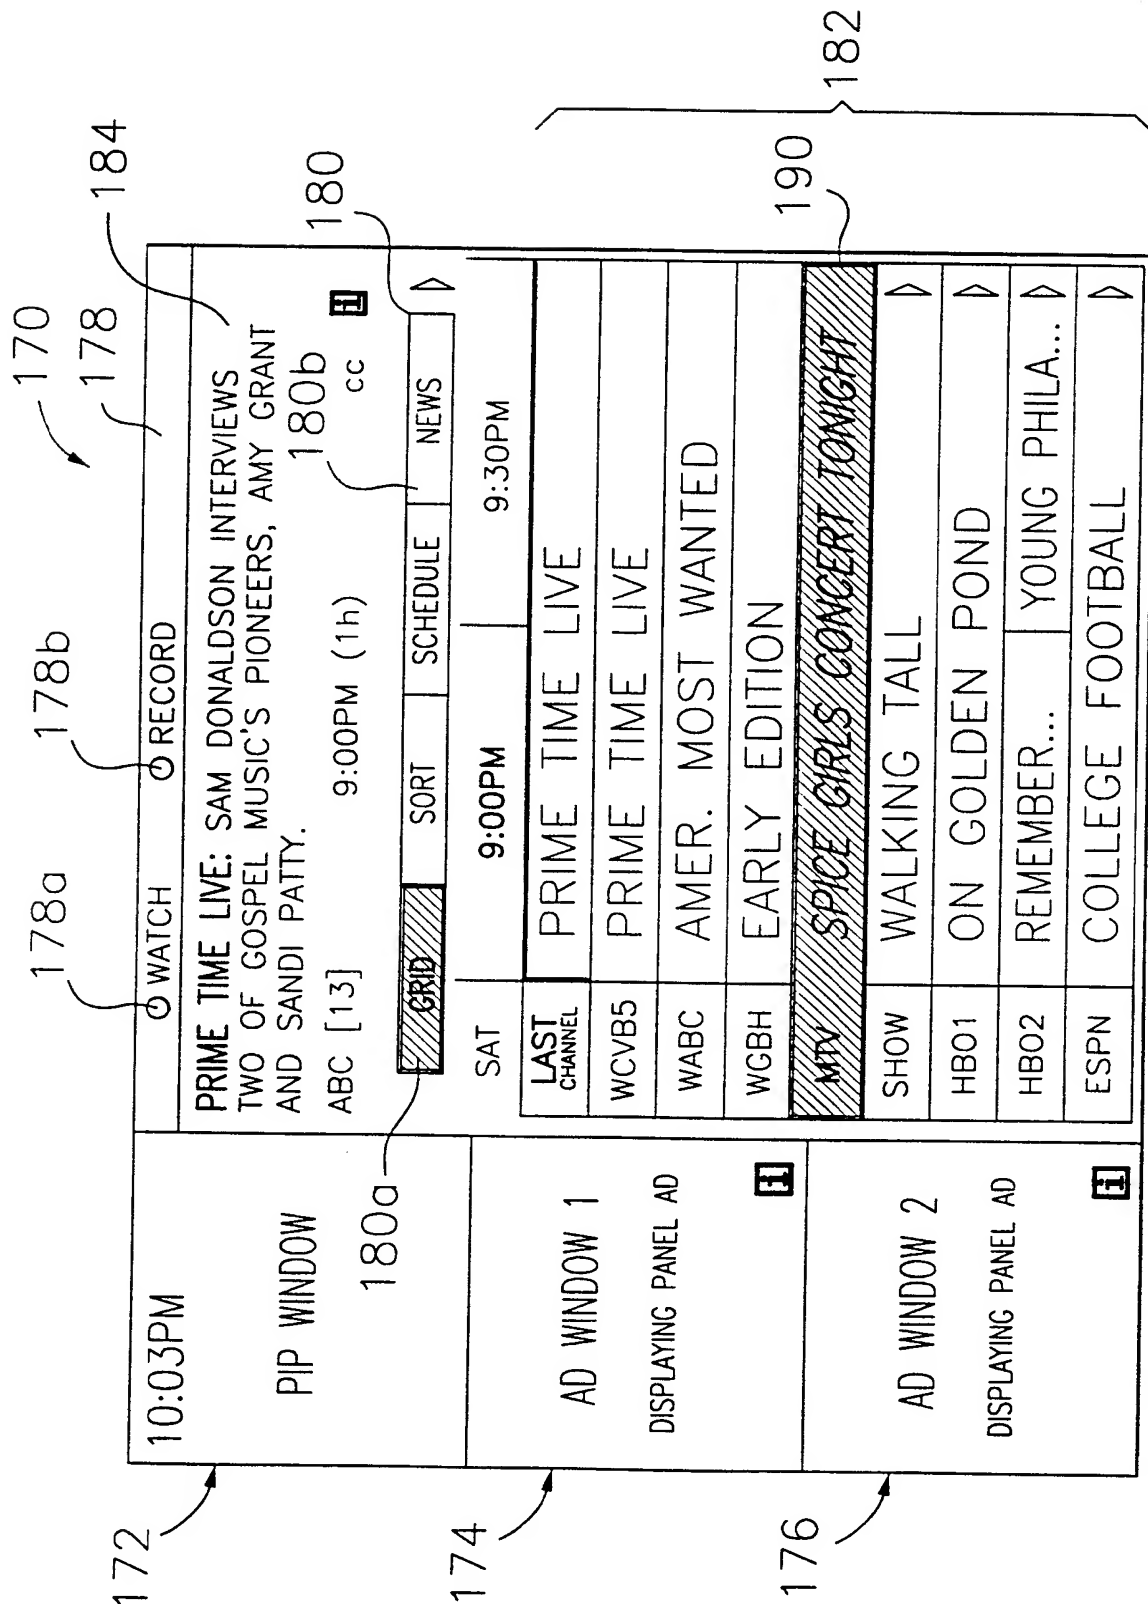 170
178a
178b
178
184
WATCH
RECORD
10:03PM
PIP WINDOW
172
PRIME TIME LIVE: SAM DONALDSON INTERVIEWS
TWO OF GOSPEL MUSIC'S PIONEERS, AMY GRANT
AND SANDI PATTY.
ABC [13] 9:00PM (1h) cc i
180a
180b
180
GRID SORT SCHEDULE NEWS
SAT 9:00PM 9:30PM
LAST CHANNEL PRIME TIME LIVE
WCVB5 PRIME TIME LIVE
WABC AMER. MOST WANTED
WGBH EARLY EDITION
MTV SPICE GIRLS CONCERT TONIGHT
190
SHOW WALKING TALL
HBO1 ON GOLDEN POND
HBO2 REMEMBER... YOUNG PHILA...
ESPN COLLEGE FOOTBALL
182
174
AD WINDOW 1
DISPLAYING PANEL AD
i
176
AD WINDOW 2
DISPLAYING PANEL AD
i